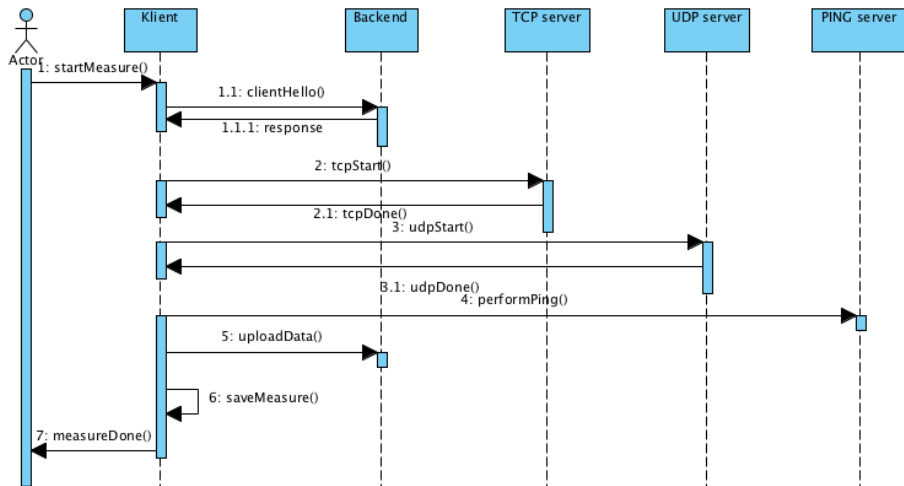 Klient
Backend
TCP server
UDP server
PING server
Actor
1: startMeasure()
1.1: clientHello()
1.1.1: response
2: tcpStart()
2.1: tcpDone()
3: udpStart()
3.1: udpDone()
4: performPing()
5: uploadData()
6: saveMeasure()
7: measureDone()